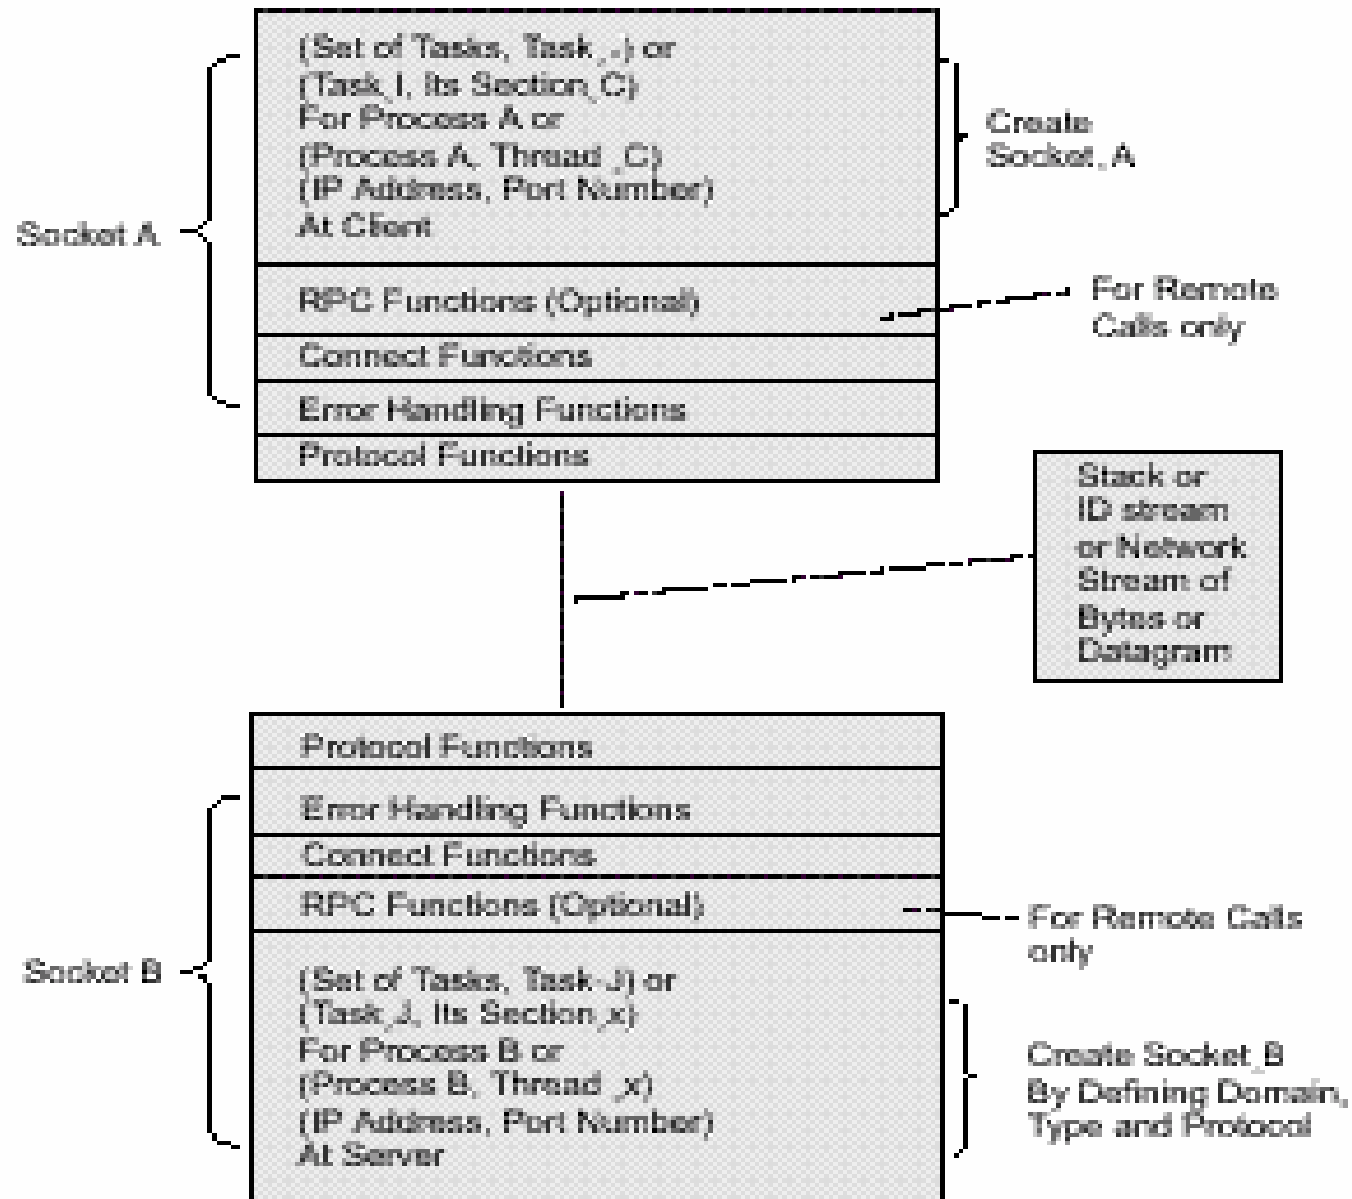 (Set of Tasks, Task_
) or
(Task_I, Its Section_C)
For Process A or
(Process A, Thread_C)
(IP Address, Port Number)
At Client
Create
Socket_A
Socket A
RPC Functions (Optional)
For Remote
Calls only
Connect Functions
Error Handling Functions
Protocol Functions
Stack or
ID stream
or Network
Stream of
Bytes or
Datagram
Protocol Functions
Error Handling Functions
Connect Functions
RPC Functions (Optional)
For Remote Calls
only
Socket B
(Set of Tasks, Task-J) or
(Task_J, Its Section_x)
For Process B or
(Process B, Thread_x)
(IP Address, Port Number)
At Server
Create Socket_B
By Defining Domain,
Type and Protocol